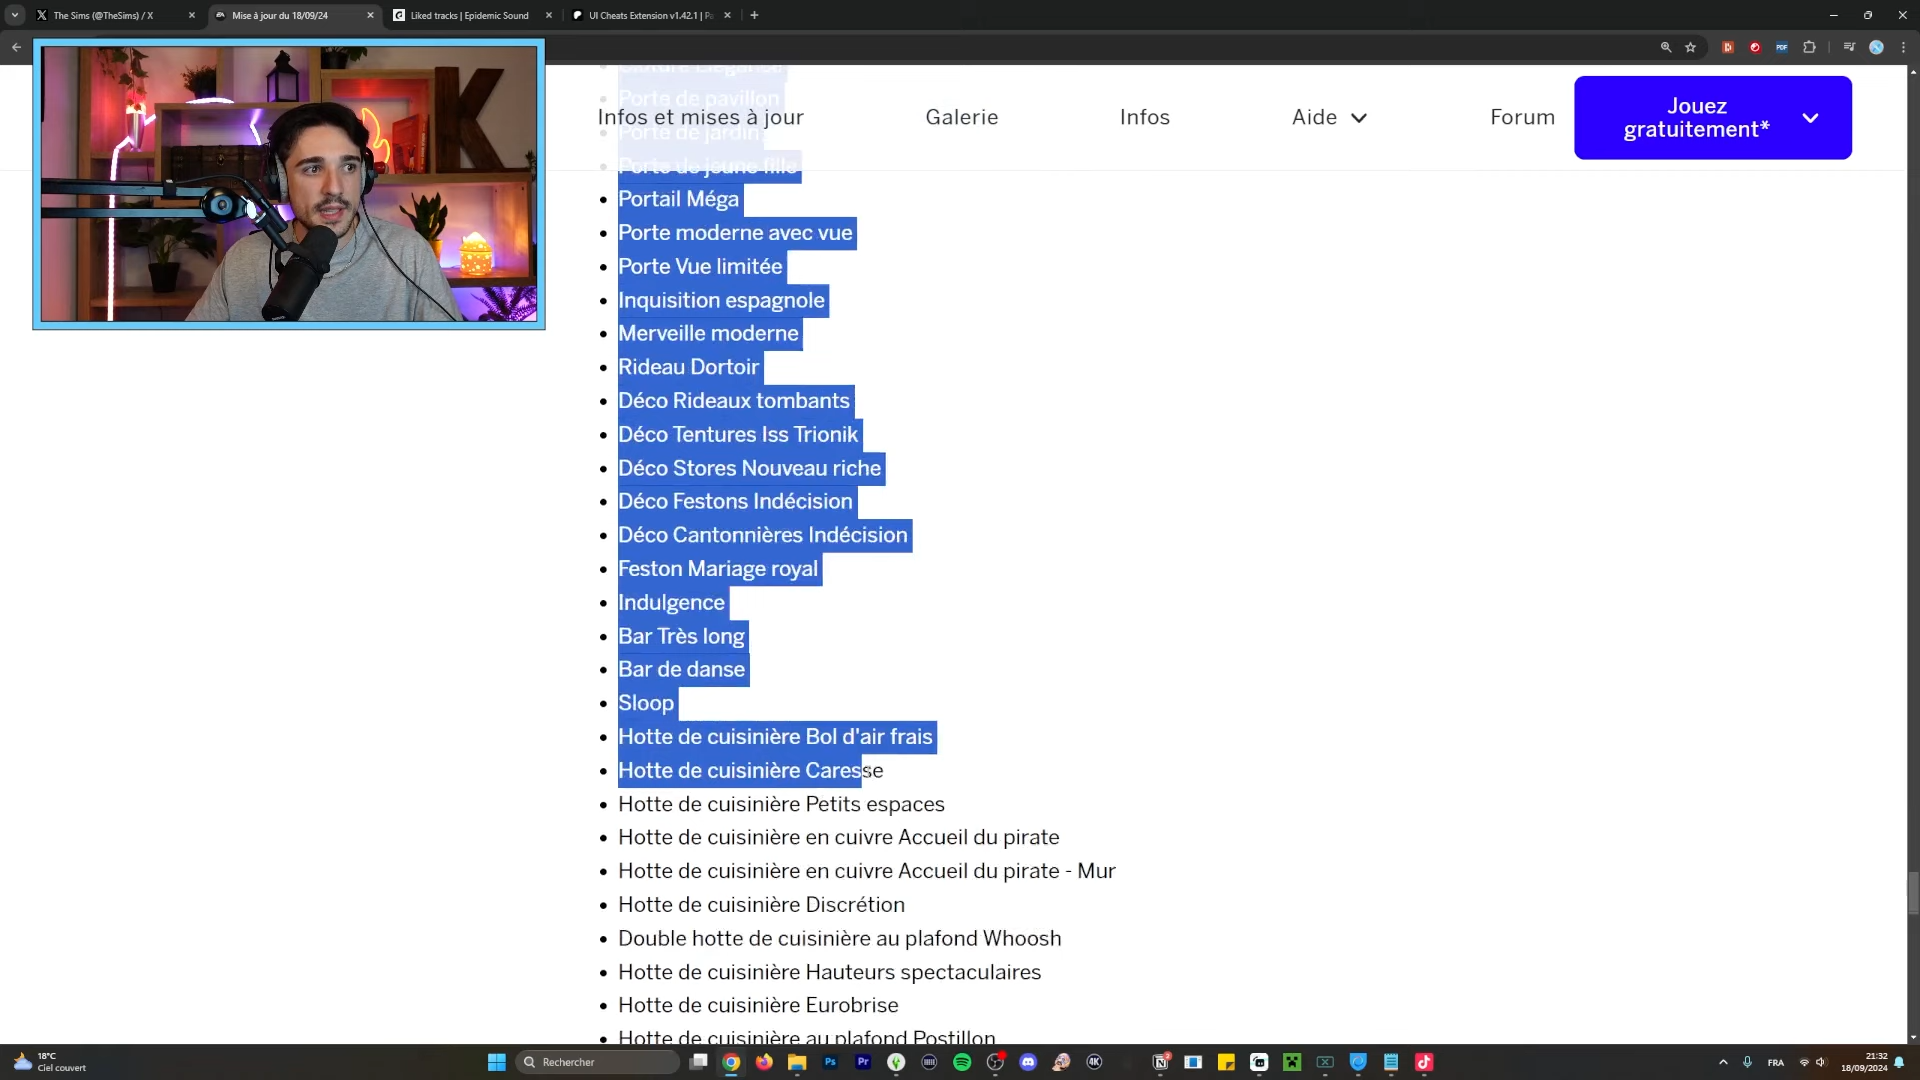 The Sims (@TheSims) / X
Mise à jour du 18/09/24
Liked tracks | Epidemic Sound
UI Cheats Extension v1.42.1 | Pa
Infos et mises à jour
Galerie
Infos
Aide
Forum
Jouez
gratuitement*
Porte de pavillon
Porte de jardin
Porte de jeune fille
Portail Méga
Porte moderne avec vue
Porte Vue limitée
Inquisition espagnole
Merveille moderne
Rideau Dortoir
Déco Rideaux tombants
Déco Tentures Iss Trionik
Déco Stores Nouveau riche
Déco Festons Indécision
Déco Cantonnières Indécision
Feston Mariage royal
Indulgence
Bar Très long
Bar de danse
Sloop
Hotte de cuisinière Bol d'air frais
Hotte de cuisinière Caresse
Hotte de cuisinière Petits espaces
Hotte de cuisinière en cuivre Accueil du pirate
Hotte de cuisinière en cuivre Accueil du pirate - Mur
Hotte de cuisinière Discrétion
Double hotte de cuisinière au plafond Whoosh
Hotte de cuisinière Hauteurs spectaculaires
Hotte de cuisinière Eurobrise
Hotte de cuisinière au plafond Postillon
18°C
Ciel couvert
Rechercher
FRA
21:32
18/09/2024